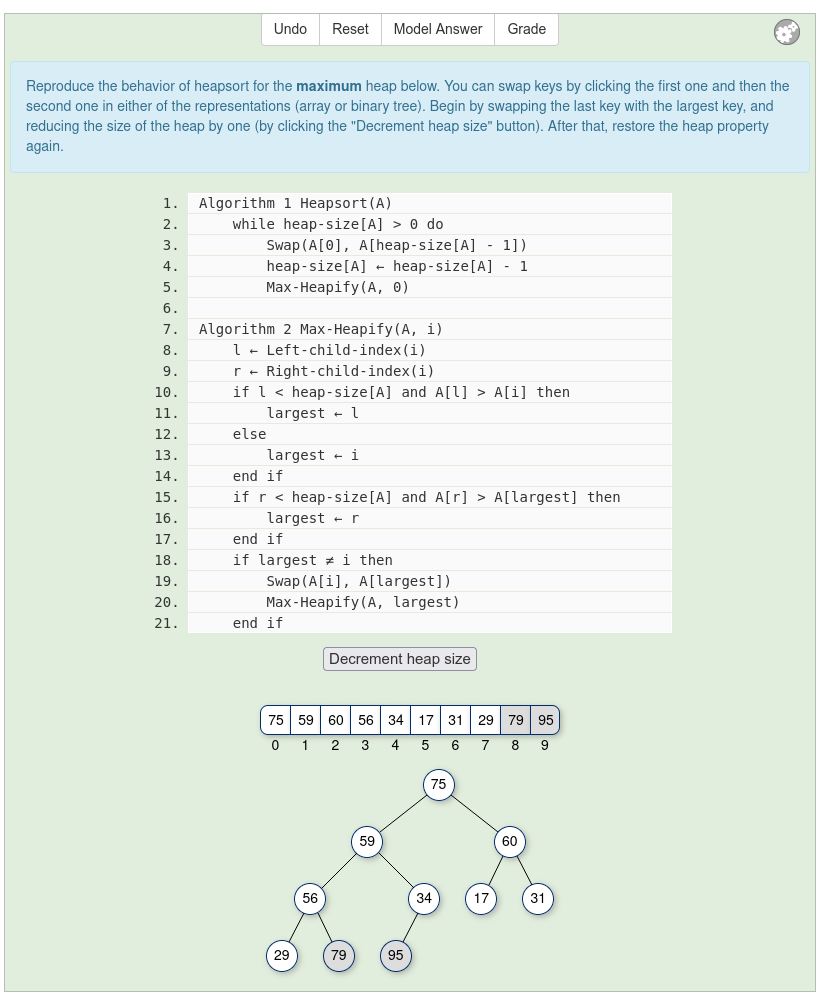 Undo Reset Model Answer Grade
Reproduce the behavior of heapsort for the maximum heap below. You can swap keys by clicking the first one and then the
second one in either of the representations (array or binary tree). Begin by swapping the last key with the largest key, and
reducing the size of the heap by one (by clicking the "Decrement heap size" button). After that, restore the heap property
again.
1. Algorithm 1 Heapsort(A)
2. while heap-size[A] > 0 do
3. Swap(A[0], A[heap-size[A] - 1])
4. heap-size[A] ← heap-size[A] - 1
5. Max-Heapify(A, 0)
6.
7. Algorithm 2 Max-Heapify(A, i)
8. l ← Left-child-index(i)
9. r ← Right-child-index(i)
10. if l < heap-size[A] and A[l] > A[i] then
11. largest ← l
12. else
13. largest ← i
14. end if
15. if r < heap-size[A] and A[r] > A[largest] then
16. largest ← r
17. end if
18. if largest ≠ i then
19. Swap(A[i], A[largest])
20. Max-Heapify(A, largest)
21. end if
Decrement heap size
75 59 60 56 34 17 31 29 79 95
0 1 2 3 4 5 6 7 8 9
75
59 60
56 34 17 31
29 79 95